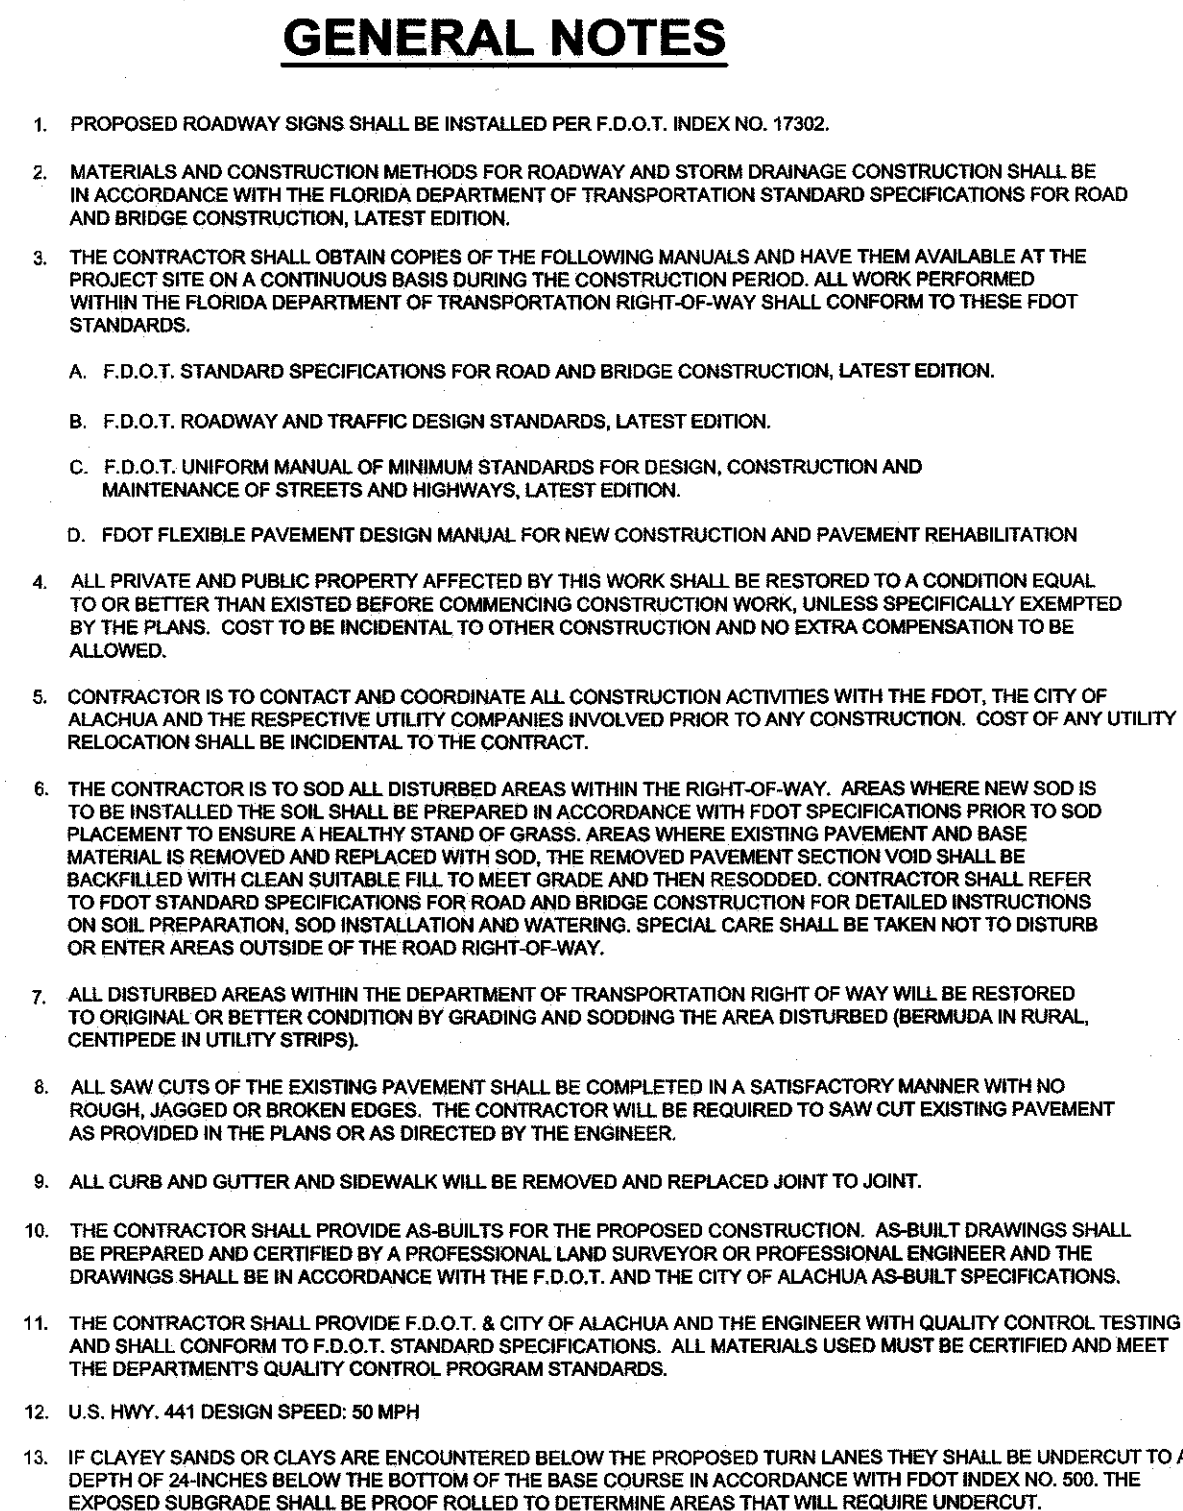 GENERAL NOTES
1. PROPOSED ROADWAY SIGNS SHALL BE INSTALLED PER F.D.O.T. INDEX NO. 17302.
2. MATERIALS AND CONSTRUCTION METHODS FOR ROADWAY AND STORM DRAINAGE CONSTRUCTION SHALL BE
IN ACCORDANCE WITH THE FLORIDA DEPARTMENT OF TRANSPORTATION STANDARD SPECIFICATIONS FOR ROAD
AND BRIDGE CONSTRUCTION, LATEST EDITION.
3. THE CONTRACTOR SHALL OBTAIN COPIES OF THE FOLLOWING MANUALS AND HAVE THEM AVAILABLE AT THE
PROJECT SITE ON A CONTINUOUS BASIS DURING THE CONSTRUCTION PERIOD. ALL WORK PERFORMED
WITHIN THE FLORIDA DEPARTMENT OF TRANSPORTATION RIGHT-OF-WAY SHALL CONFORM TO THESE FDOT
STANDARDS.
A. F.D.O.T. STANDARD SPECIFICATIONS FOR ROAD AND BRIDGE CONSTRUCTION, LATEST EDITION.
B. F.D.O.T. ROADWAY AND TRAFFIC DESIGN STANDARDS, LATEST EDITION.
C. F.D.O.T. UNIFORM MANUAL OF MINIMUM STANDARDS FOR DESIGN, CONSTRUCTION AND
MAINTENANCE OF STREETS AND HIGHWAYS, LATEST EDITION.
D. FDOT FLEXIBLE PAVEMENT DESIGN MANUAL FOR NEW CONSTRUCTION AND PAVEMENT REHABILITATION
4. ALL PRIVATE AND PUBLIC PROPERTY AFFECTED BY THIS WORK SHALL BE RESTORED TO A CONDITION EQUAL
TO OR BETTER THAN EXISTED BEFORE COMMENCING CONSTRUCTION WORK, UNLESS SPECIFICALLY EXEMPTED
BY THE PLANS. COST TO BE INCIDENTAL TO OTHER CONSTRUCTION AND NO EXTRA COMPENSATION TO BE
ALLOWED.
5. CONTRACTOR IS TO CONTACT AND COORDINATE ALL CONSTRUCTION ACTIVITIES WITH THE FDOT, THE CITY OF
ALACHUA AND THE RESPECTIVE UTILITY COMPANIES INVOLVED PRIOR TO ANY CONSTRUCTION. COST OF ANY UTILITY
RELOCATION SHALL BE INCIDENTAL TO THE CONTRACT.
6. THE CONTRACTOR IS TO SOD ALL DISTURBED AREAS WITHIN THE RIGHT-OF-WAY. AREAS WHERE NEW SOD IS
TO BE INSTALLED THE SOIL SHALL BE PREPARED IN ACCORDANCE WITH FDOT SPECIFICATIONS PRIOR TO SOD
PLACEMENT TO ENSURE A HEALTHY STAND OF GRASS. AREAS WHERE EXISTING PAVEMENT AND BASE
MATERIAL IS REMOVED AND REPLACED WITH SOD, THE REMOVED PAVEMENT SECTION VOID SHALL BE
BACKFILLED WITH CLEAN SUITABLE FILL TO MEET GRADE AND THEN RESODDED. CONTRACTOR SHALL REFER
TO FDOT STANDARD SPECIFICATIONS FOR ROAD AND BRIDGE CONSTRUCTION FOR DETAILED INSTRUCTIONS
ON SOIL PREPARATION, SOD INSTALLATION AND WATERING. SPECIAL CARE SHALL BE TAKEN NOT TO DISTURB
OR ENTER AREAS OUTSIDE OF THE ROAD RIGHT-OF-WAY.
7. ALL DISTURBED AREAS WITHIN THE DEPARTMENT OF TRANSPORTATION RIGHT OF WAY WILL BE RESTORED
TO ORIGINAL OR BETTER CONDITION BY GRADING AND SODDING THE AREA DISTURBED (BERMUDA IN RURAL,
CENTIPEDE IN UTILITY STRIPS).
8. ALL SAW CUTS OF THE EXISTING PAVEMENT SHALL BE COMPLETED IN A SATISFACTORY MANNER WITH NO
ROUGH, JAGGED OR BROKEN EDGES. THE CONTRACTOR WILL BE REQUIRED TO SAW CUT EXISTING PAVEMENT
AS PROVIDED IN THE PLANS OR AS DIRECTED BY THE ENGINEER.
9. ALL CURB AND GUTTER AND SIDEWALK WILL BE REMOVED AND REPLACED JOINT TO JOINT.
10. THE CONTRACTOR SHALL PROVIDE AS-BUILTS FOR THE PROPOSED CONSTRUCTION. AS-BUILT DRAWINGS SHALL
BE PREPARED AND CERTIFIED BY A PROFESSIONAL LAND SURVEYOR OR PROFESSIONAL ENGINEER AND THE
DRAWINGS SHALL BE IN ACCORDANCE WITH THE F.D.O.T. AND THE CITY OF ALACHUA AS-BUILT SPECIFICATIONS.
11. THE CONTRACTOR SHALL PROVIDE F.D.O.T. & CITY OF ALACHUA AND THE ENGINEER WITH QUALITY CONTROL TESTING
AND SHALL CONFORM TO F.D.O.T. STANDARD SPECIFICATIONS. ALL MATERIALS USED MUST BE CERTIFIED AND MEET
THE DEPARTMENT'S QUALITY CONTROL PROGRAM STANDARDS.
12. U.S. HWY. 441 DESIGN SPEED: 50 MPH
13. IF CLAYEY SANDS OR CLAYS ARE ENCOUNTERED BELOW THE PROPOSED TURN LANES THEY SHALL BE UNDERCUT TO A
DEPTH OF 24-INCHES BELOW THE BOTTOM OF THE BASE COURSE IN ACCORDANCE WITH FDOT INDEX NO. 500. THE
EXPOSED SUBGRADE SHALL BE PROOF ROLLED TO DETERMINE AREAS THAT WILL REQUIRE UNDERCUT.